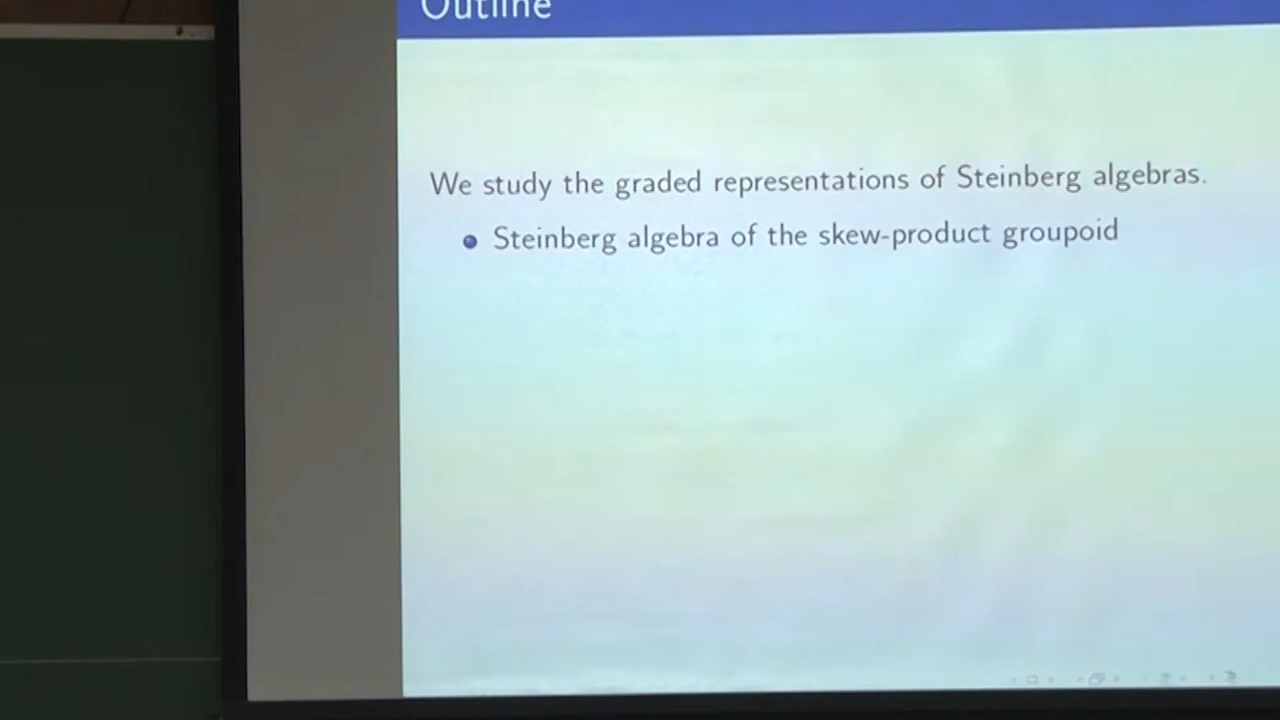 Outline
We study the graded representations of Steinberg algebras.
Steinberg algebra of the skew-product groupoid